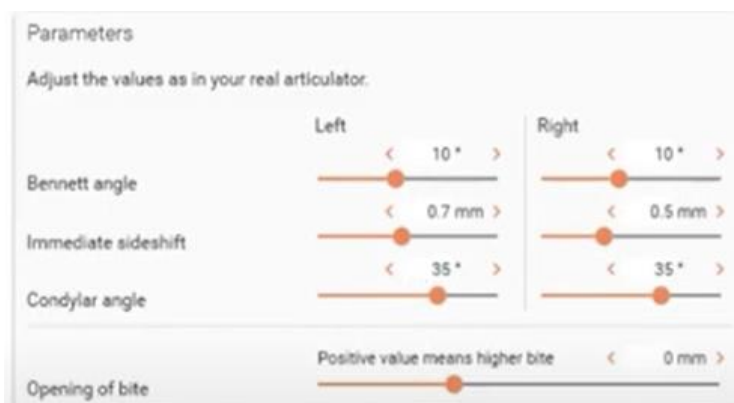 Parameters
Adjust the values as in your real articulator.
Left Right
< 10° > < 10° >
Bennett angle
< 0.7 mm > < 0.5 mm >
Immediate sideshift
< 35° > < 35° >
Condylar angle
Positive value means higher bite < 0 mm >
Opening of bite